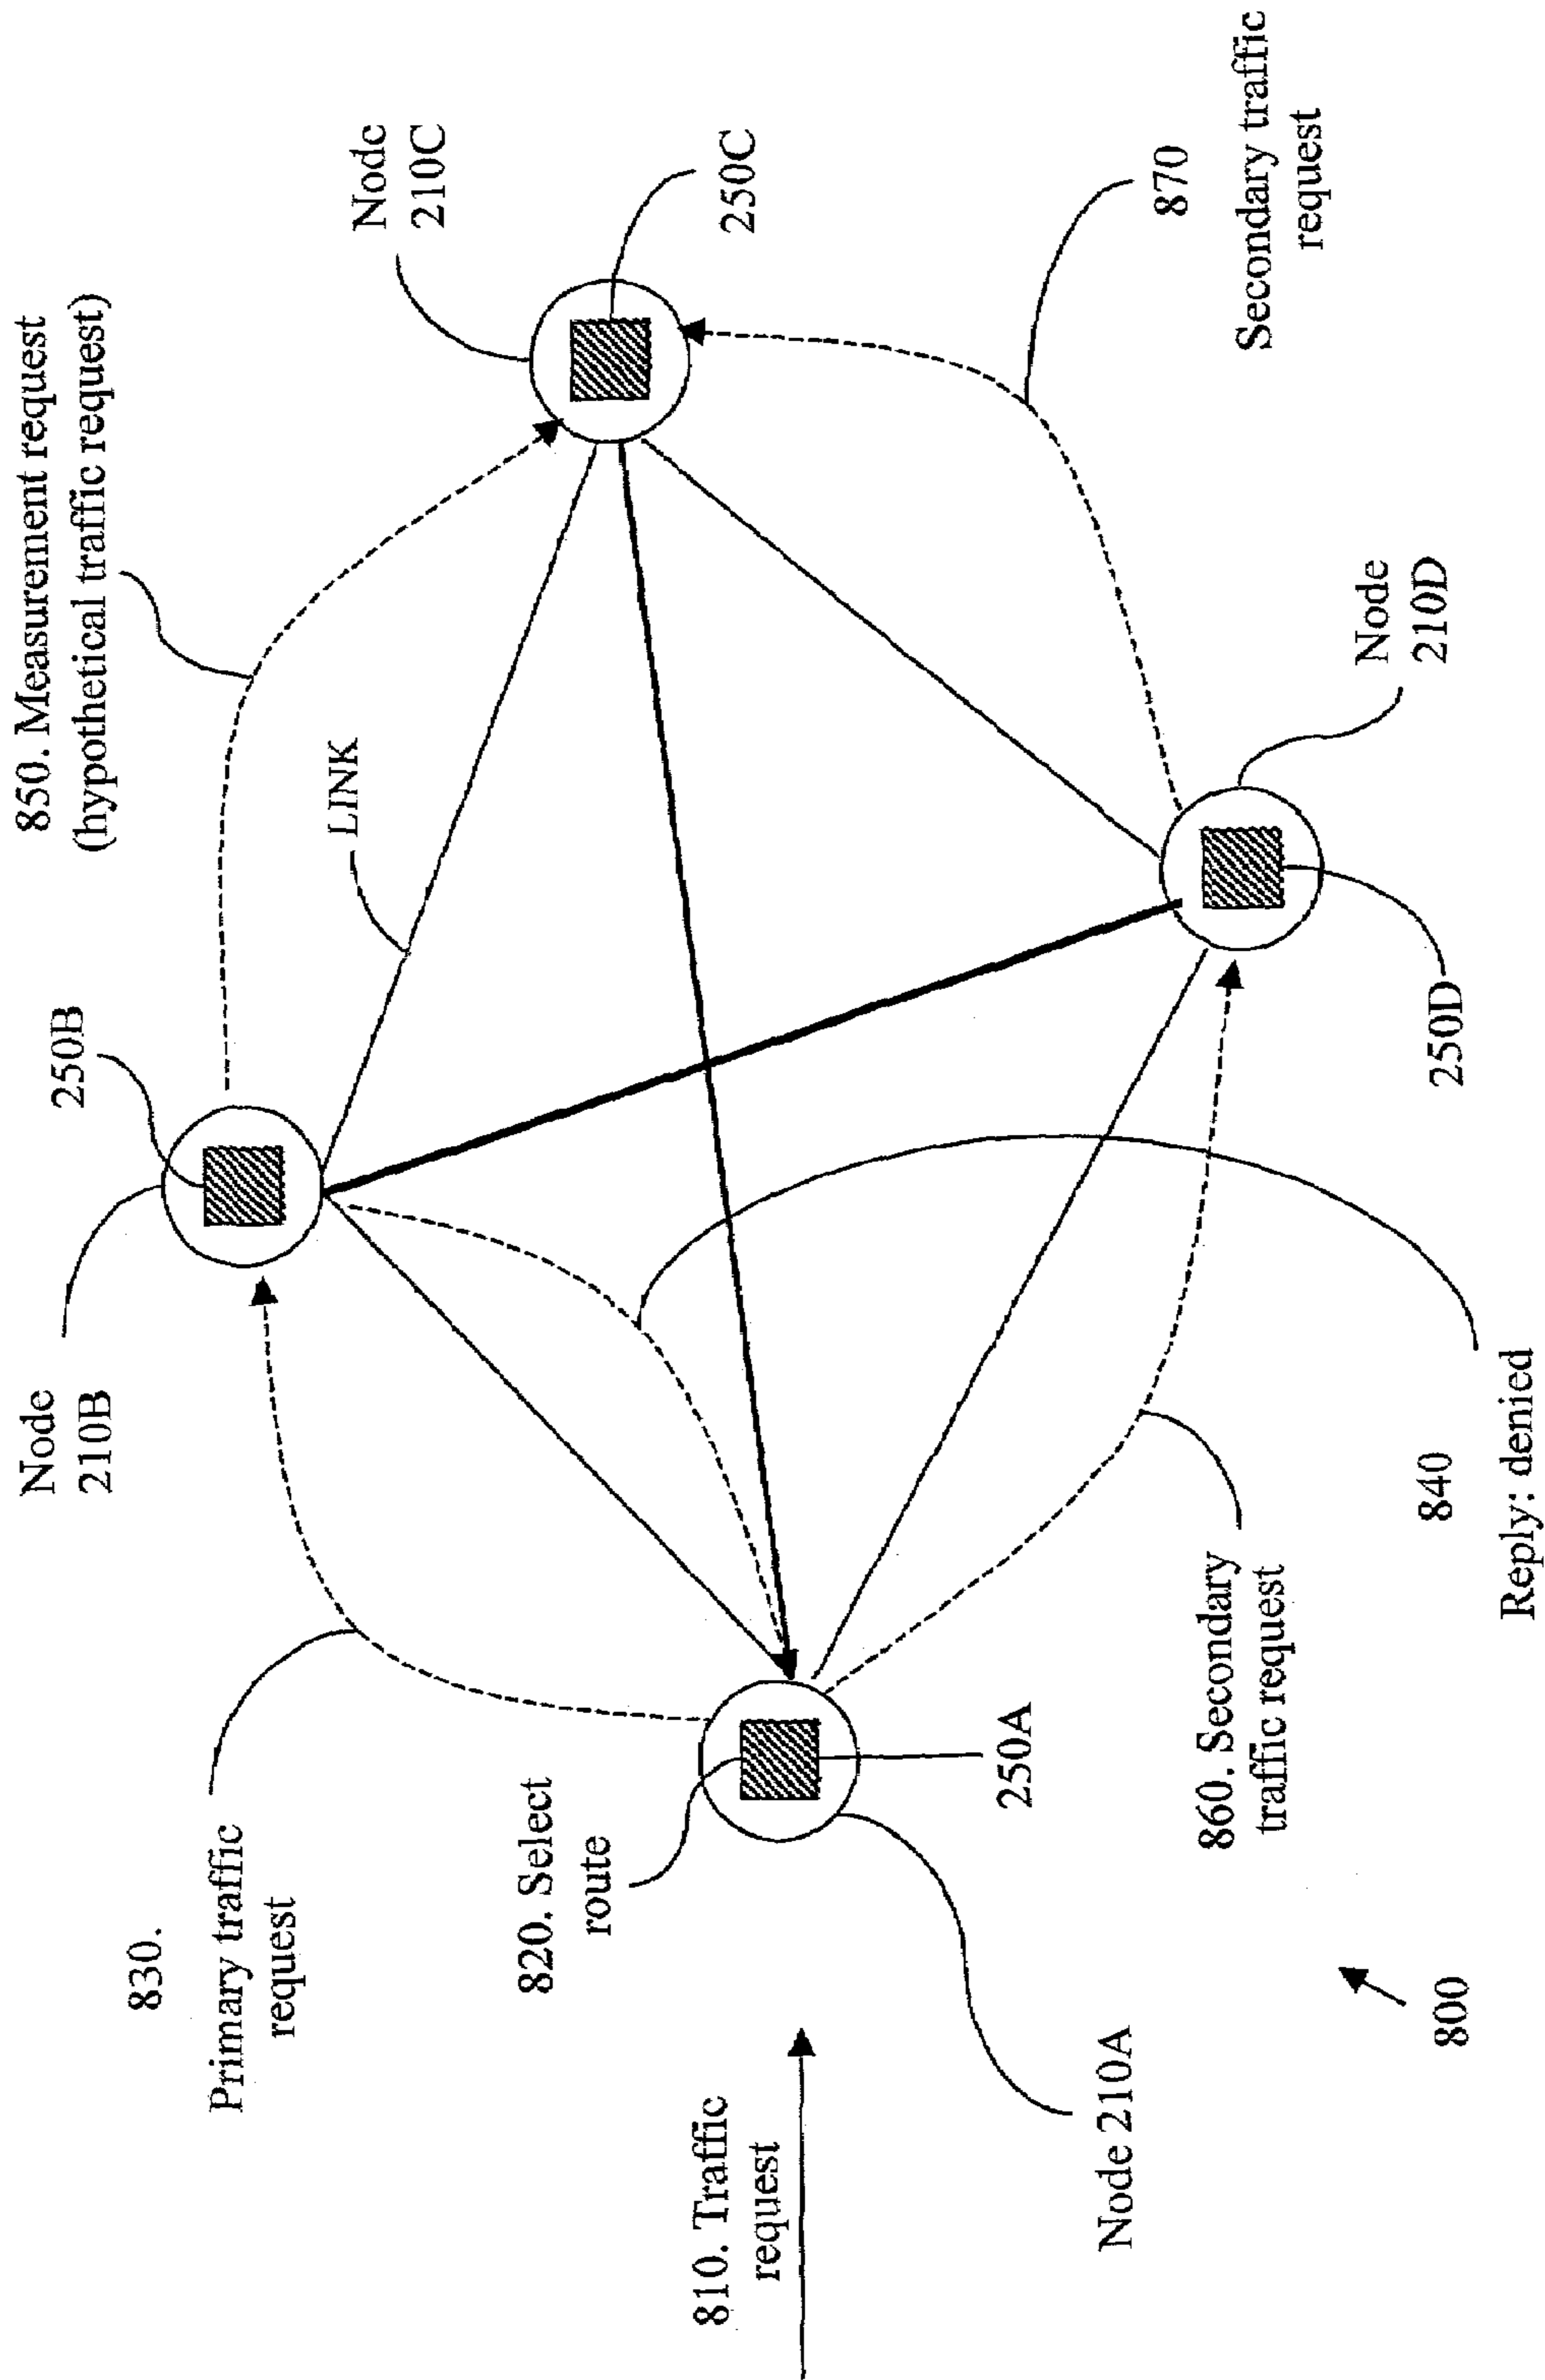 850. Measurement request
(hypothetical traffic request)
Node
210B
250B
LINK
Node
210C
250C
830.
Primary traffic
request
820. Select
route
810. Traffic
request
250A
Node 210A
860. Secondary
traffic request
840
Reply: denied
250D
Node
210D
870
Secondary traffic
request
800